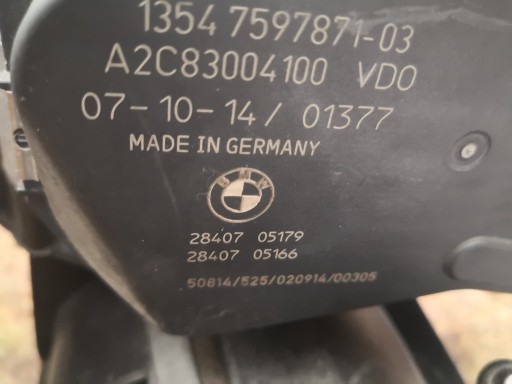 1354 7597871-03
A2C83004100 VDO
07-10-14/ 01377
MADE IN GERMANY
BMW
28407 05179
28407 05166
50814/525/020914/00305